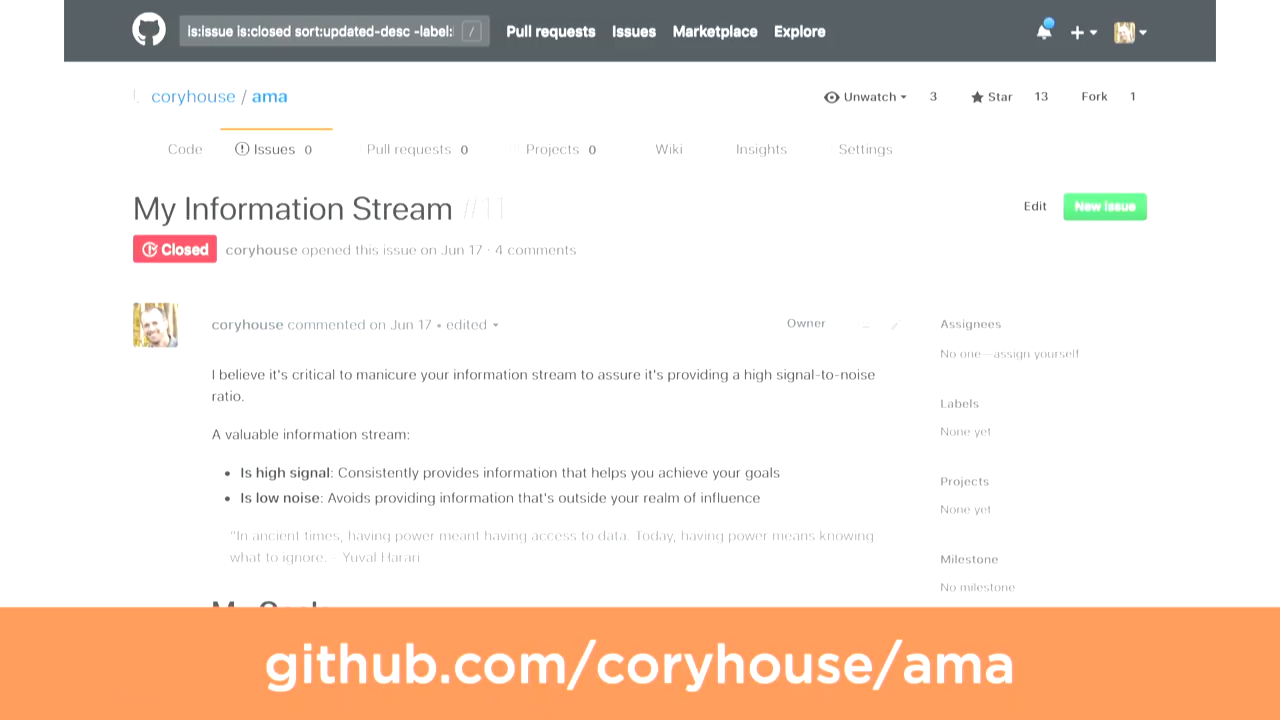 is:issue is:closed sort:updated-desc -label: / Pull requests Issues Marketplace Explore
coryhouse / ama Unwatch 3 Star 13 Fork 1
Code Issues 0 Pull requests 0 Projects 0 Wiki Insights Settings
My Information Stream #11 Edit New issue
Closed coryhouse opened this issue on Jun 17 · 4 comments
coryhouse commented on Jun 17 • edited Owner
I believe it's critical to manicure your information stream to assure it's providing a high signal-to-noise
ratio.
A valuable information stream:
• Is high signal: Consistently provides information that helps you achieve your goals
• Is low noise: Avoids providing information that's outside your realm of influence
"In ancient times, having power meant having access to data. Today, having power means knowing
what to ignore. - Yuval Harari
Assignees
No one—assign yourself
Labels
None yet
Projects
None yet
Milestone
No milestone
github.com/coryhouse/ama